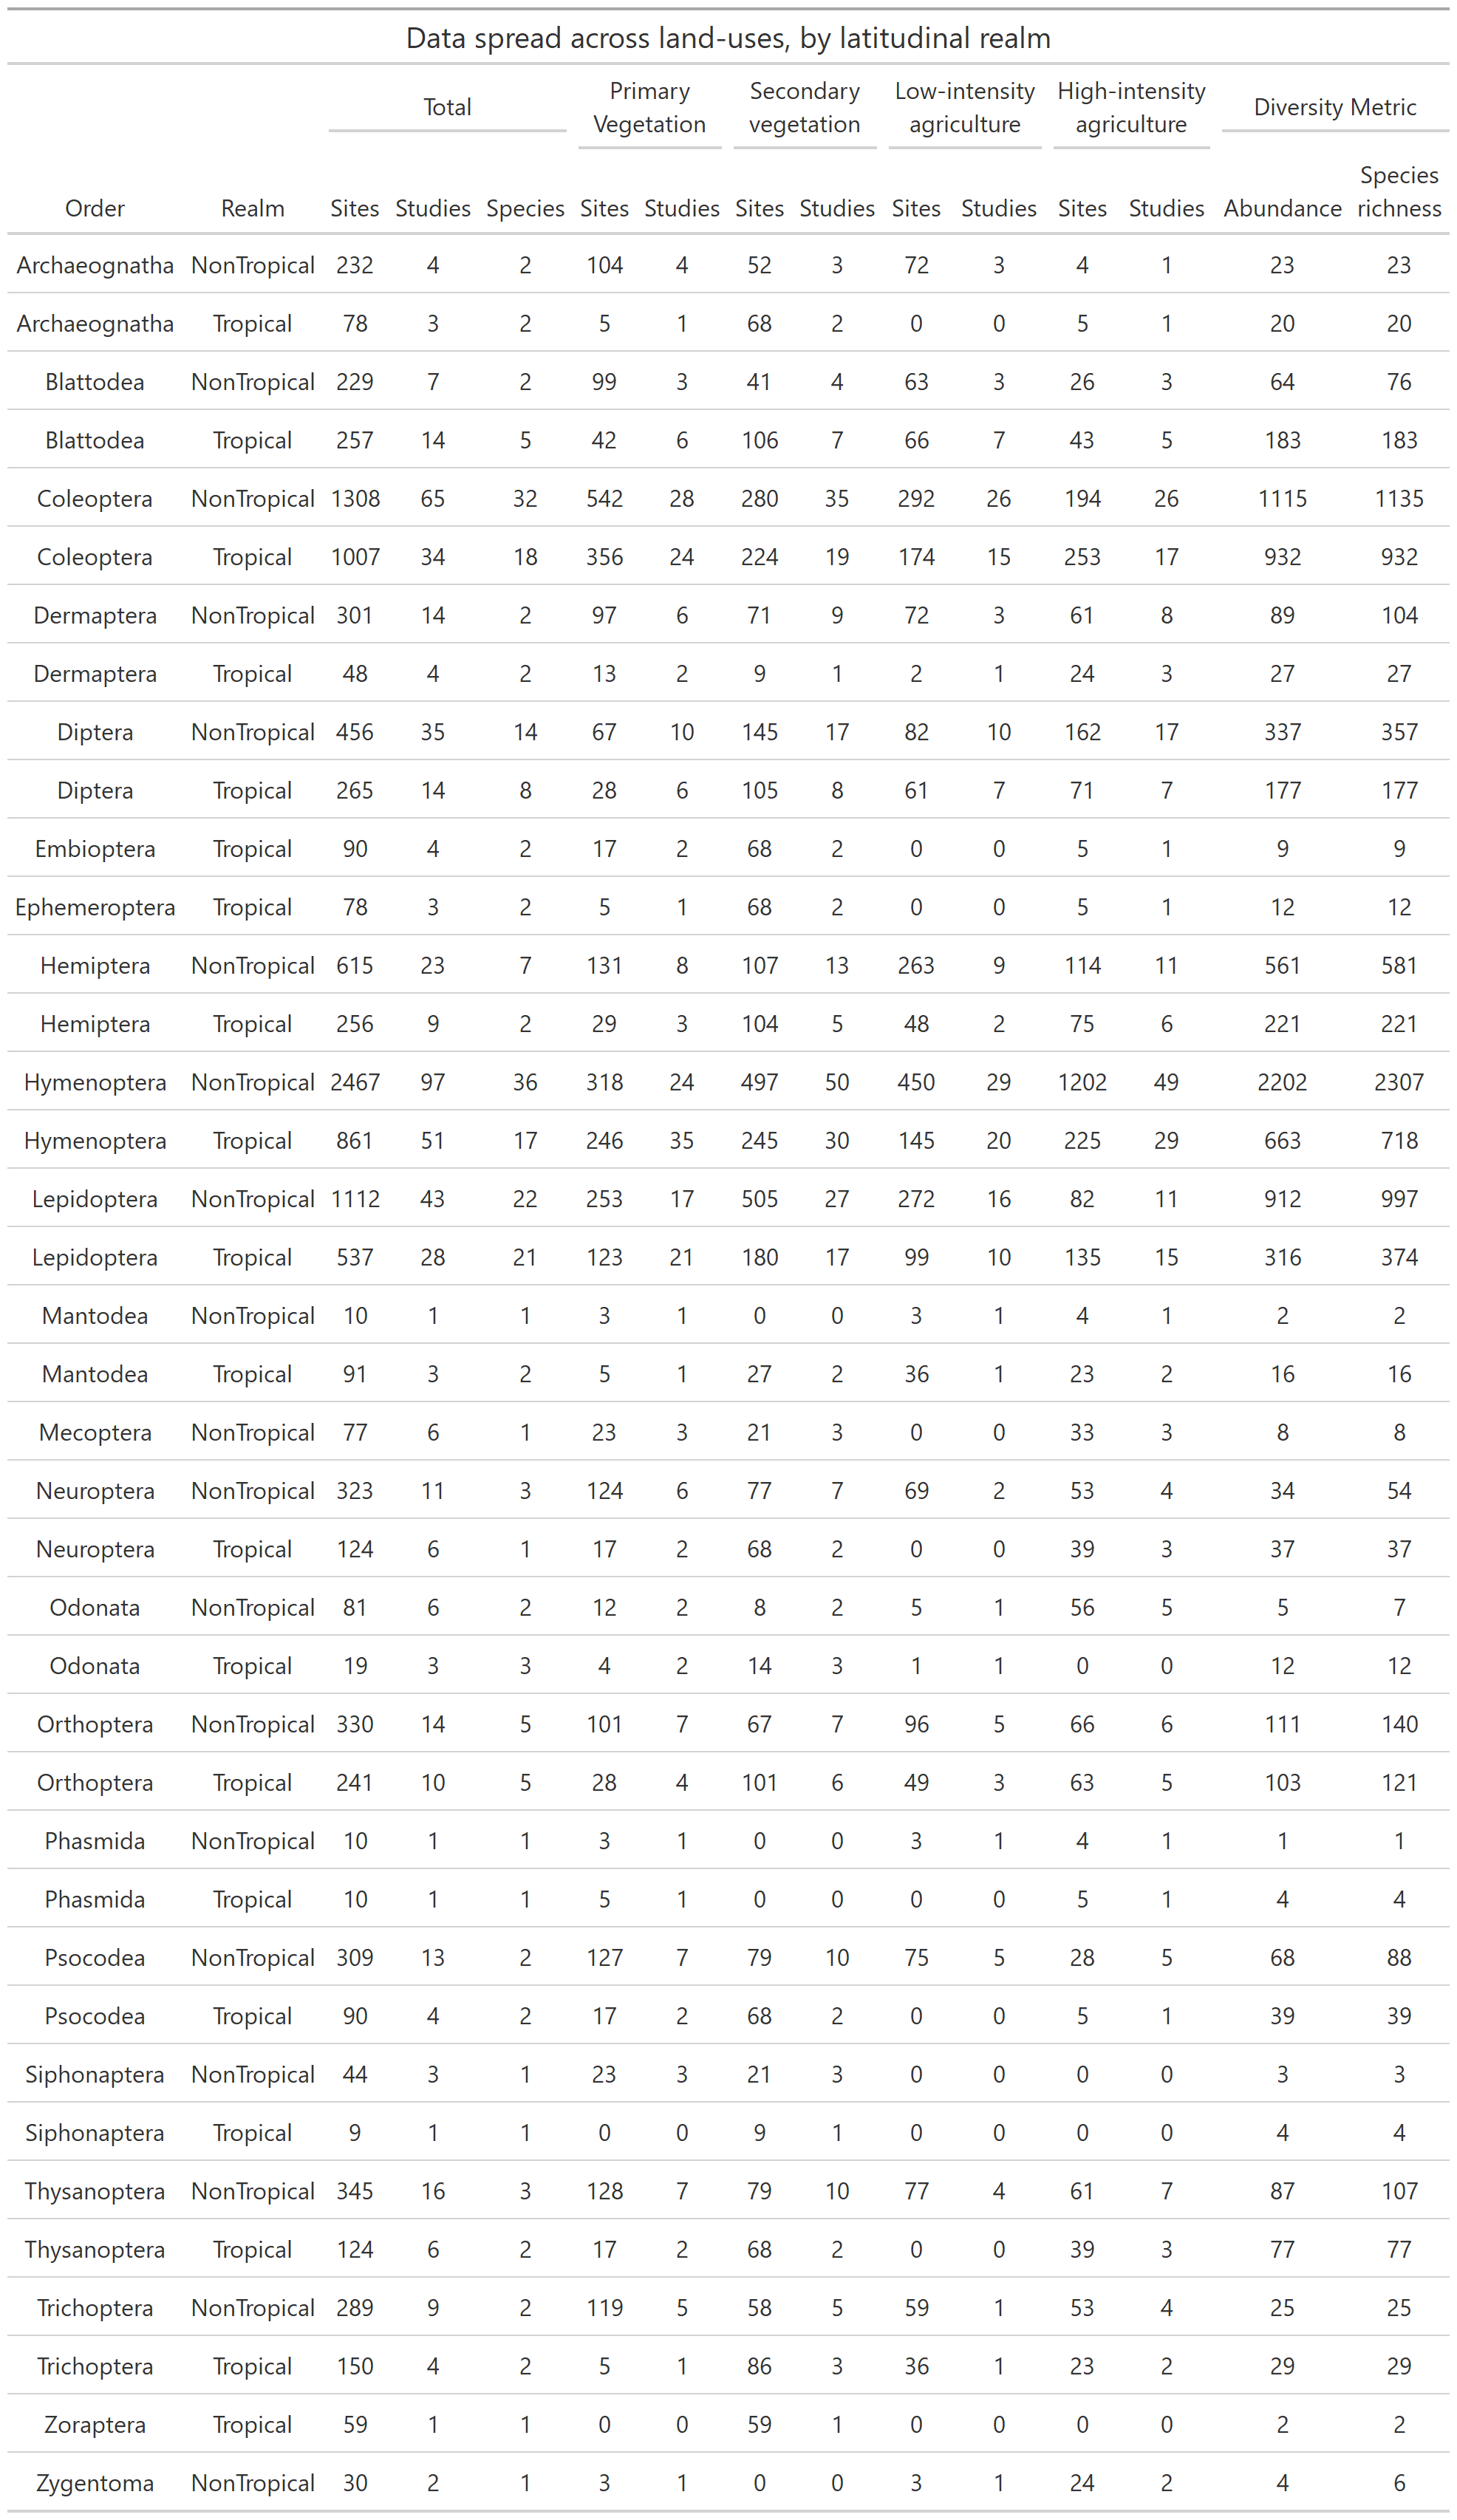 Data spread across land-uses, by latitudinal realm
Total Primary Vegetation Secondary vegetation Low-intensity agriculture High-intensity agriculture Diversity Metric
Order Realm Sites Studies Species Sites Studies Sites Studies Sites Studies Sites Studies Abundance Species richness
Archaeognatha NonTropical 232 4 2 104 4 52 3 72 3 4 1 23 23
Archaeognatha Tropical 78 3 2 5 1 68 2 0 0 5 1 20 20
Blattodea NonTropical 229 7 2 99 3 41 4 63 3 26 3 64 76
Blattodea Tropical 257 14 5 42 6 106 7 66 7 43 5 183 183
Coleoptera NonTropical 1308 65 32 542 28 280 35 292 26 194 26 1115 1135
Coleoptera Tropical 1007 34 18 356 24 224 19 174 15 253 17 932 932
Dermaptera NonTropical 301 14 2 97 6 71 9 72 3 61 8 89 104
Dermaptera Tropical 48 4 2 13 2 9 1 2 1 24 3 27 27
Diptera NonTropical 456 35 14 67 10 145 17 82 10 162 17 337 357
Diptera Tropical 265 14 8 28 6 105 8 61 7 71 7 177 177
Embioptera Tropical 90 4 2 17 2 68 2 0 0 5 1 9 9
Ephemeroptera Tropical 78 3 2 5 1 68 2 0 0 5 1 12 12
Hemiptera NonTropical 615 23 7 131 8 107 13 263 9 114 11 561 581
Hemiptera Tropical 256 9 2 29 3 104 5 48 2 75 6 221 221
Hymenoptera NonTropical 2467 97 36 318 24 497 50 450 29 1202 49 2202 2307
Hymenoptera Tropical 861 51 17 246 35 245 30 145 20 225 29 663 718
Lepidoptera NonTropical 1112 43 22 253 17 505 27 272 16 82 11 912 997
Lepidoptera Tropical 537 28 21 123 21 180 17 99 10 135 15 316 374
Mantodea NonTropical 10 1 1 3 1 0 0 3 1 4 1 2 2
Mantodea Tropical 91 3 2 5 1 27 2 36 1 23 2 16 16
Mecoptera NonTropical 77 6 1 23 3 21 3 0 0 33 3 8 8
Neuroptera NonTropical 323 11 3 124 6 77 7 69 2 53 4 34 54
Neuroptera Tropical 124 6 1 17 2 68 2 0 0 39 3 37 37
Odonata NonTropical 81 6 2 12 2 8 2 5 1 56 5 5 7
Odonata Tropical 19 3 3 4 2 14 3 1 1 0 0 12 12
Orthoptera NonTropical 330 14 5 101 7 67 7 96 5 66 6 111 140
Orthoptera Tropical 241 10 5 28 4 101 6 49 3 63 5 103 121
Phasmida NonTropical 10 1 1 3 1 0 0 3 1 4 1 1 1
Phasmida Tropical 10 1 1 5 1 0 0 0 0 5 1 4 4
Psocodea NonTropical 309 13 2 127 7 79 10 75 5 28 5 68 88
Psocodea Tropical 90 4 2 17 2 68 2 0 0 5 1 39 39
Siphonaptera NonTropical 44 3 1 23 3 21 3 0 0 0 0 3 3
Siphonaptera Tropical 9 1 1 0 0 9 1 0 0 0 0 4 4
Thysanoptera NonTropical 345 16 3 128 7 79 10 77 4 61 7 87 107
Thysanoptera Tropical 124 6 2 17 2 68 2 0 0 39 3 77 77
Trichoptera NonTropical 289 9 2 119 5 58 5 59 1 53 4 25 25
Trichoptera Tropical 150 4 2 5 1 86 3 36 1 23 2 29 29
Zoraptera Tropical 59 1 1 0 0 59 1 0 0 0 0 2 2
Zygentoma NonTropical 30 2 1 3 1 0 0 3 1 24 2 4 6